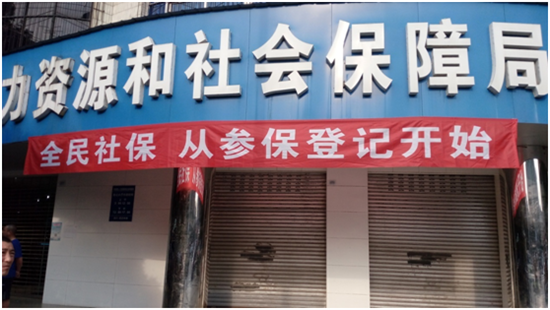 力资源和社会保障局
全民社保 从参保登记开始